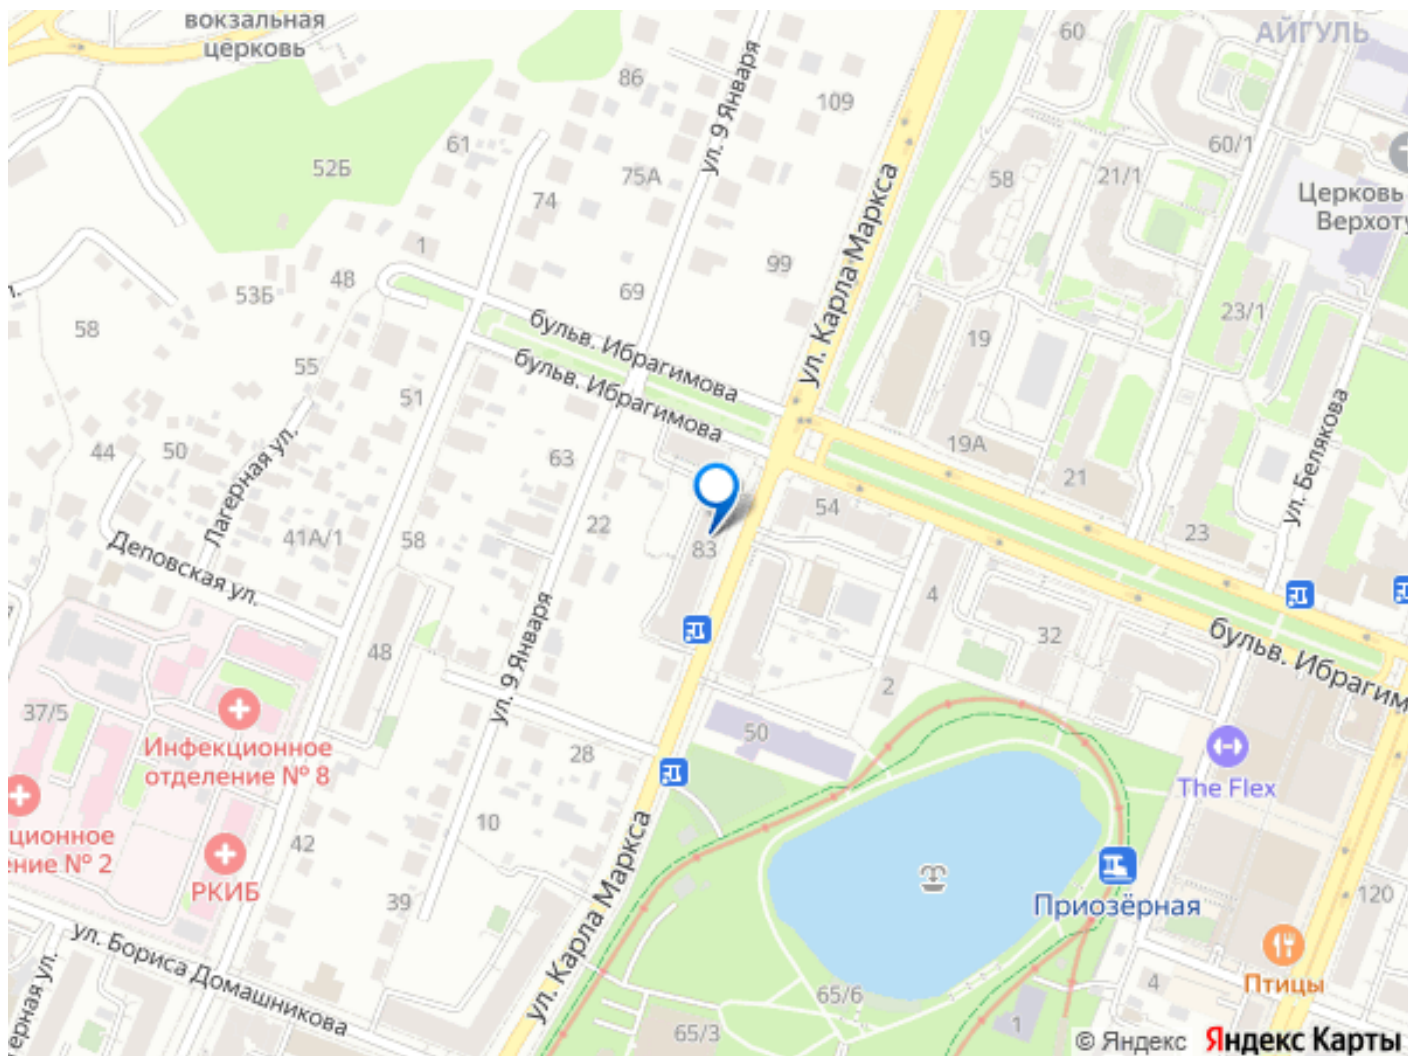 вокзальная
церковь
АЙГУЛЬ
60
86
ул. 9 Января
109
61
60/1
52Б
75А
58
21/1
ул. Карла Маркса
74
Церковь
Верхоту
1
99
48
69
53Б
23/1
58
бульв. Ибрагимова
19
55
бульв. Ибрагимова
51
ул. Белякова
44
50
Лагерная ул.
63
19А
21
54
22
23
41А/1
58
83
Деповская ул.
4
ул. 9 Января
32
бульв. Ибрагим
48
2
37/5
50
Инфекционное
отделение № 8
28
The Flex
ционное
ение № 2
42
10
ул. Карла Маркса
РКИБ
39
Приозёрная
120
ул. Бориса Домашникова
ерная ул.
Птицы
4
65/6
65/3
1
© Яндекс Яндекс Карты